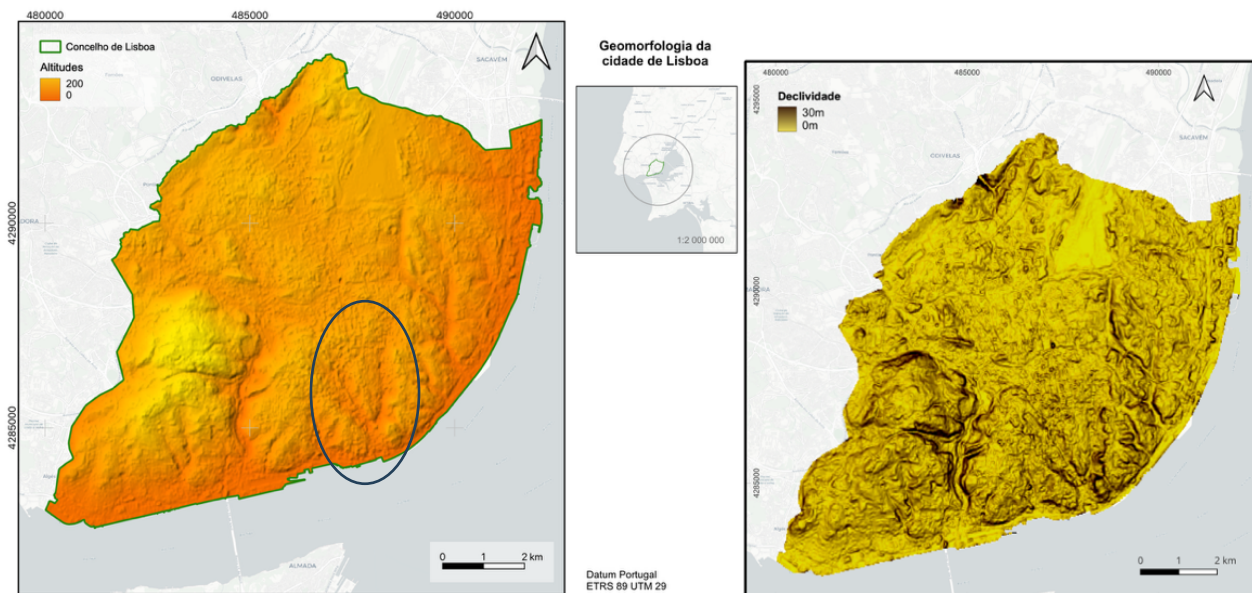 480000
485000
490000
4290000
4285000
Concelho de Lisboa
Altitudes
200
0
ODIVELAS
SACAVÉM
ALMADA
0 1 2 km
Geomorfologia da
cidade de Lisboa
1:2 000 000
Datum Portugal
ETRS 89 UTM 29
480000
485000
490000
4295000
4290000
4285000
Declividade
30m
0m
ODIVELAS
SACAVÉM
ALMADA
0 1 2 km